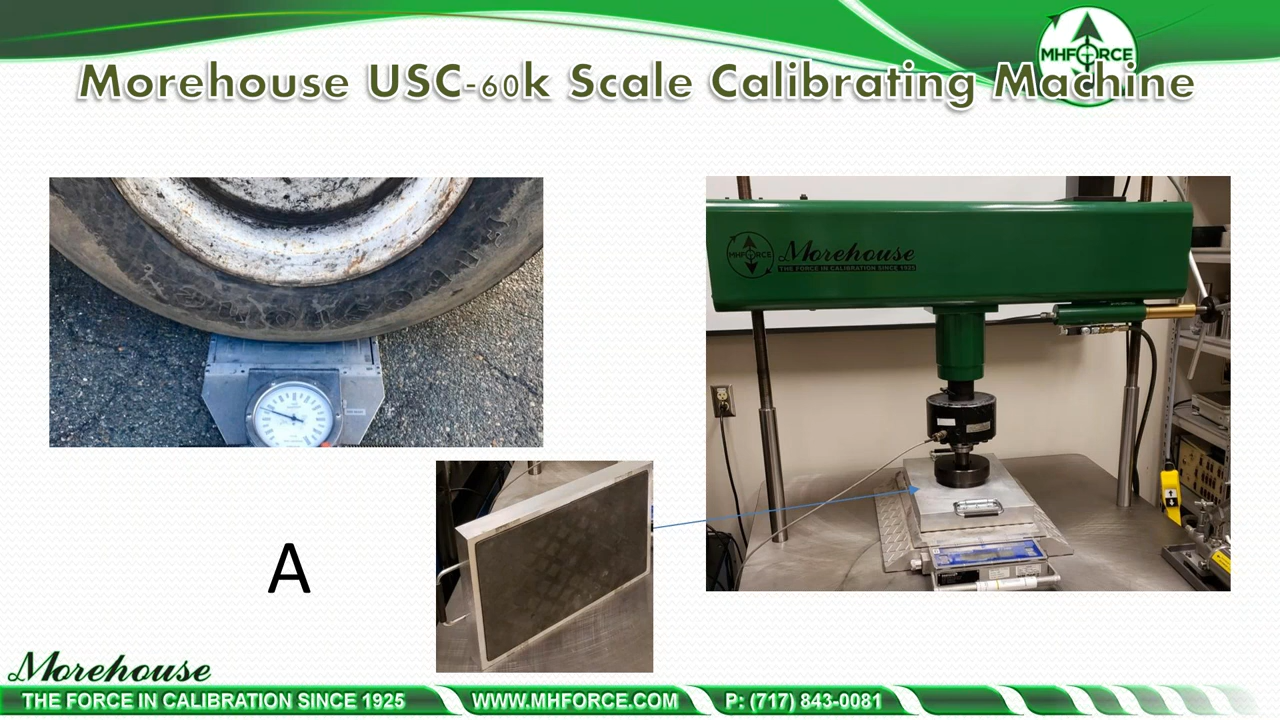 MHFORCE
Morehouse USC-60k Scale Calibrating Machine
MHFORCE
Morehouse
THE FORCE IN CALIBRATION SINCE 1925
A
Morehouse
THE FORCE IN CALIBRATION SINCE 1925
WWW.MHFORCE.COM
P: (717) 843-0081